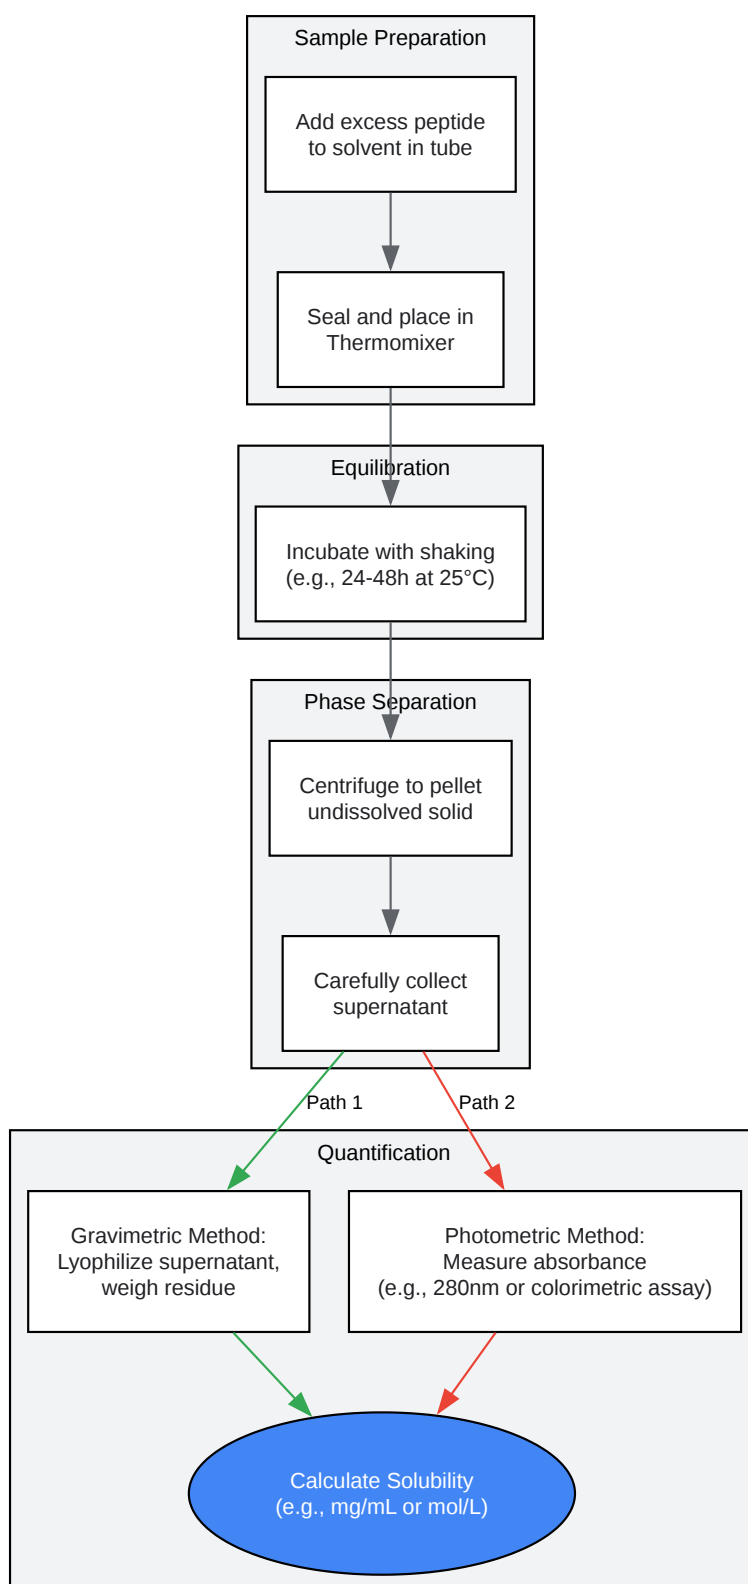 Sample Preparation
Add excess peptide
to solvent in tube
Seal and place in
Thermomixer
Equilibration
Incubate with shaking
(e.g., 24-48h at 25°C)
Phase Separation
Centrifuge to pellet
undissolved solid
Carefully collect
supernatant
Path 1
Path 2
Quantification
Gravimetric Method:
Lyophilize supernatant,
weigh residue
Photometric Method:
Measure absorbance
(e.g., 280nm or colorimetric assay)
Calculate Solubility
(e.g., mg/mL or mol/L)